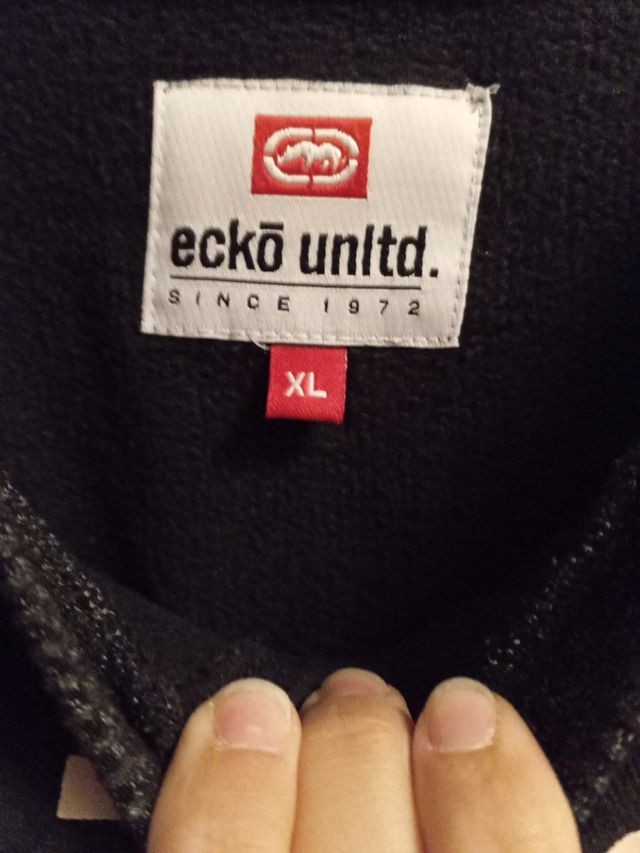 eckō unltd.
SINCE 1972
XL